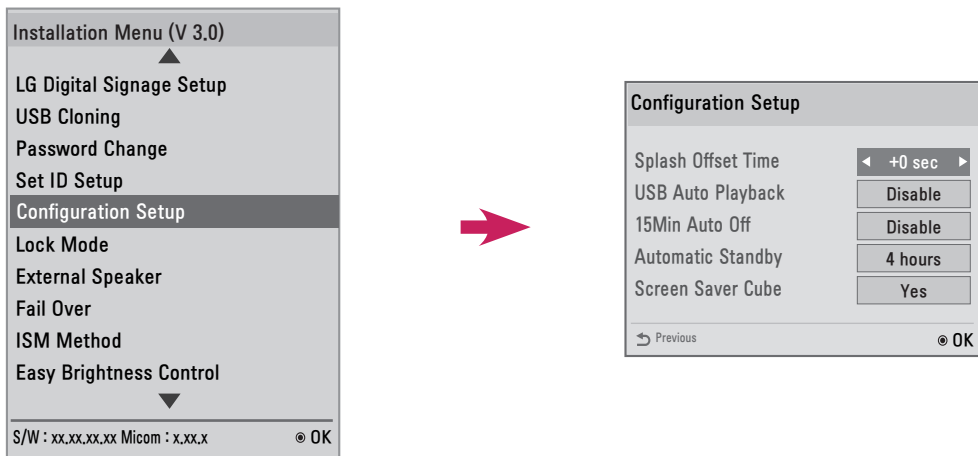 Installation Menu (V 3.0)
LG Digital Signage Setup
USB Cloning
Password Change
Set ID Setup
Configuration Setup
Lock Mode
External Speaker
Fail Over
ISM Method
Easy Brightness Control
S/W : xx.xx.xx.xx Micom : x.xx.x ◉ OK
Configuration Setup
Splash Offset Time ◀ +0 sec ▶
USB Auto Playback Disable
15Min Auto Off Disable
Automatic Standby 4 hours
Screen Saver Cube Yes
Previous ◉ OK